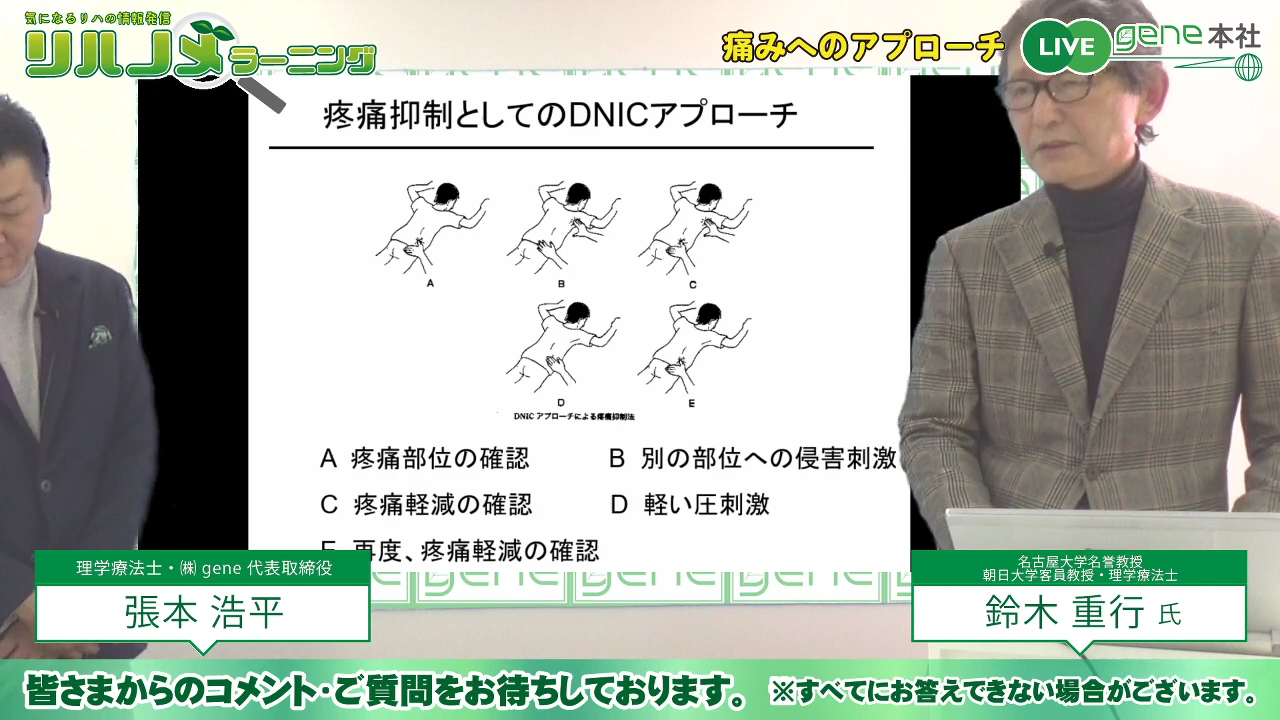 気になるリハの情報発信
リハノメ
ラーニング
痛みへのアプローチ
LIVE
gene 本社
疼痛抑制としてのDNICアプローチ
A
B
C
D
E
DNIC アプローチによる疼痛抑制法
A 疼痛部位の確認
B 別の部位への侵害刺激
C 疼痛軽減の確認
D 軽い圧刺激
E 再度、疼痛軽減の確認
gene gene gene gene
理学療法士・㈱ gene 代表取締役
張本 浩平
名古屋大学名誉教授
朝日大学客員教授・理学療法士
鈴木 重行 氏
皆さまからのコメント・ご質問をお待ちしております。
※すべてにお答えできない場合がございます。